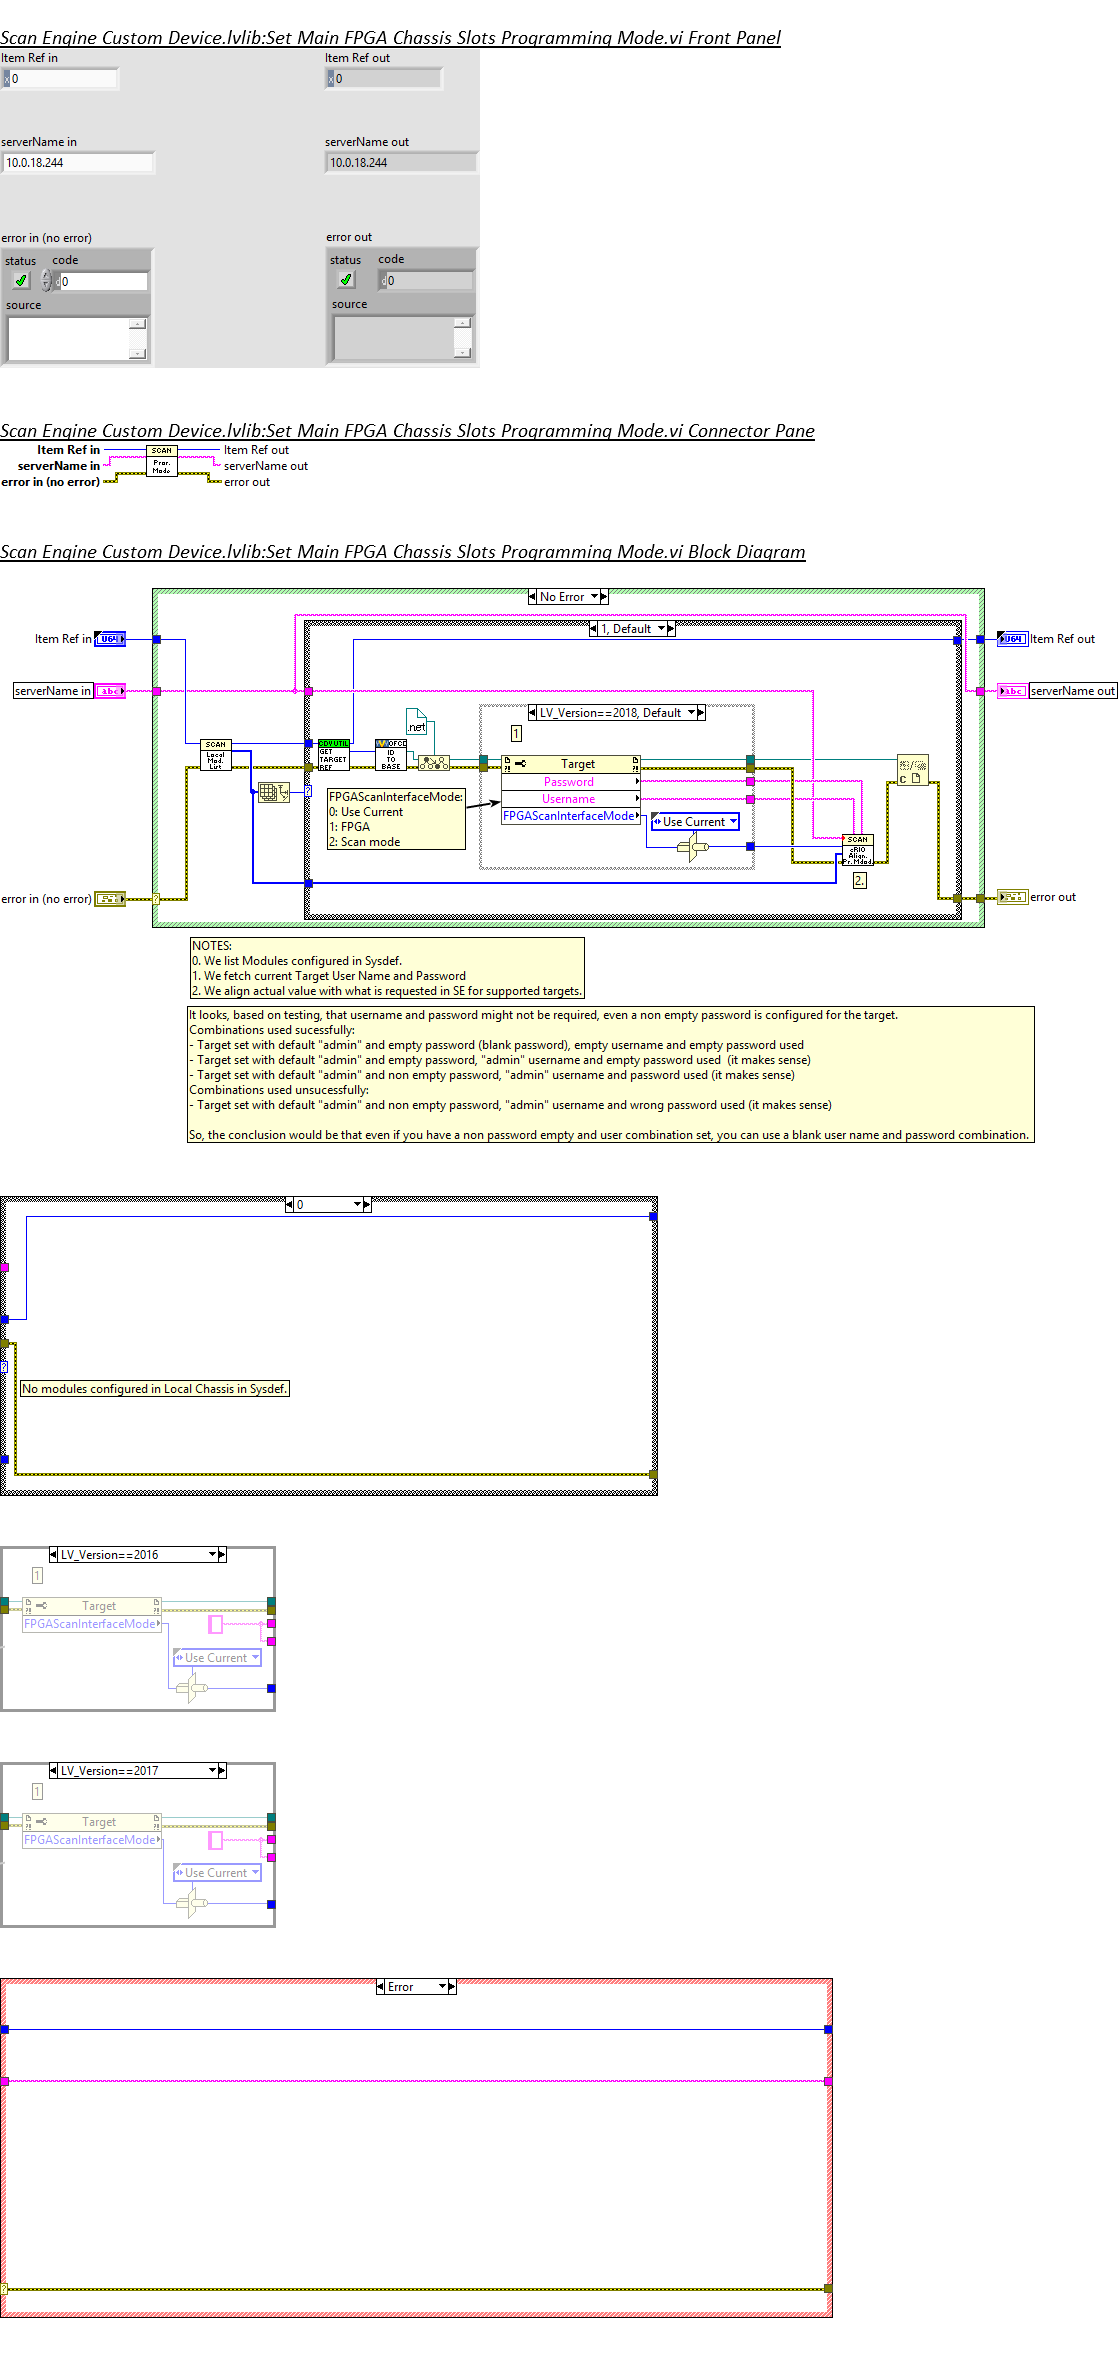 Scan Engine Custom Device.lvlib:Set Main FPGA Chassis Slots Programming Mode.vi Front Panel
Item Ref in
Item Ref out
x 0
x 0
serverName in
serverName out
10.0.18.244
10.0.18.244
error in (no error)
error out
status code
status code
d 0
d 0
source
source
Scan Engine Custom Device.lvlib:Set Main FPGA Chassis Slots Programming Mode.vi Connector Pane
Item Ref in
SCAN
Item Ref out
serverName in
Pror.
Mode
serverName out
error in (no error)
error out
Scan Engine Custom Device.lvlib:Set Main FPGA Chassis Slots Programming Mode.vi Block Diagram
No Error
1, Default
Item Ref in
U64
U64
Item Ref out
serverName in
abc
abc
serverName out
LV_Version==2018, Default
.net
1
SCAN
Local
Mod.
List
CDV UTIL
GET
TARGET
REF
OFCD
ID
TO
BASE
Target
Password
Username
FPGAScanInterfaceMode
FPGAScanInterfaceMode:
0: Use Current
1: FPGA
2: Scan mode
?
Use Current
C
SCAN
cRIO
Align.
Pr.Mdod.
2.
error in (no error)
?
error out
NOTES:
0. We list Modules configured in Sysdef.
1. We fetch current Target User Name and Password
2. We align actual value with what is requested in SE for supported targets.
It looks, based on testing, that username and password might not be required, even a non empty password is configured for the target.
Combinations used sucessfully:
- Target set with default "admin" and empty password (blank password), empty username and empty password used
- Target set with default "admin" and empty password, "admin" username and empty password used  (it makes sense)
- Target set with default "admin" and non empty password, "admin" username and password used (it makes sense)
Combinations used unsucessfully:
- Target set with default "admin" and non empty password, "admin" username and wrong password used (it makes sense)
So, the conclusion would be that even if you have a non password empty and user combination set, you can use a blank user name and password combination.
0
?
No modules configured in Local Chassis in Sysdef.
LV_Version==2016
1
Target
FPGAScanInterfaceMode
Use Current
LV_Version==2017
1
Target
FPGAScanInterfaceMode
Use Current
Error
?